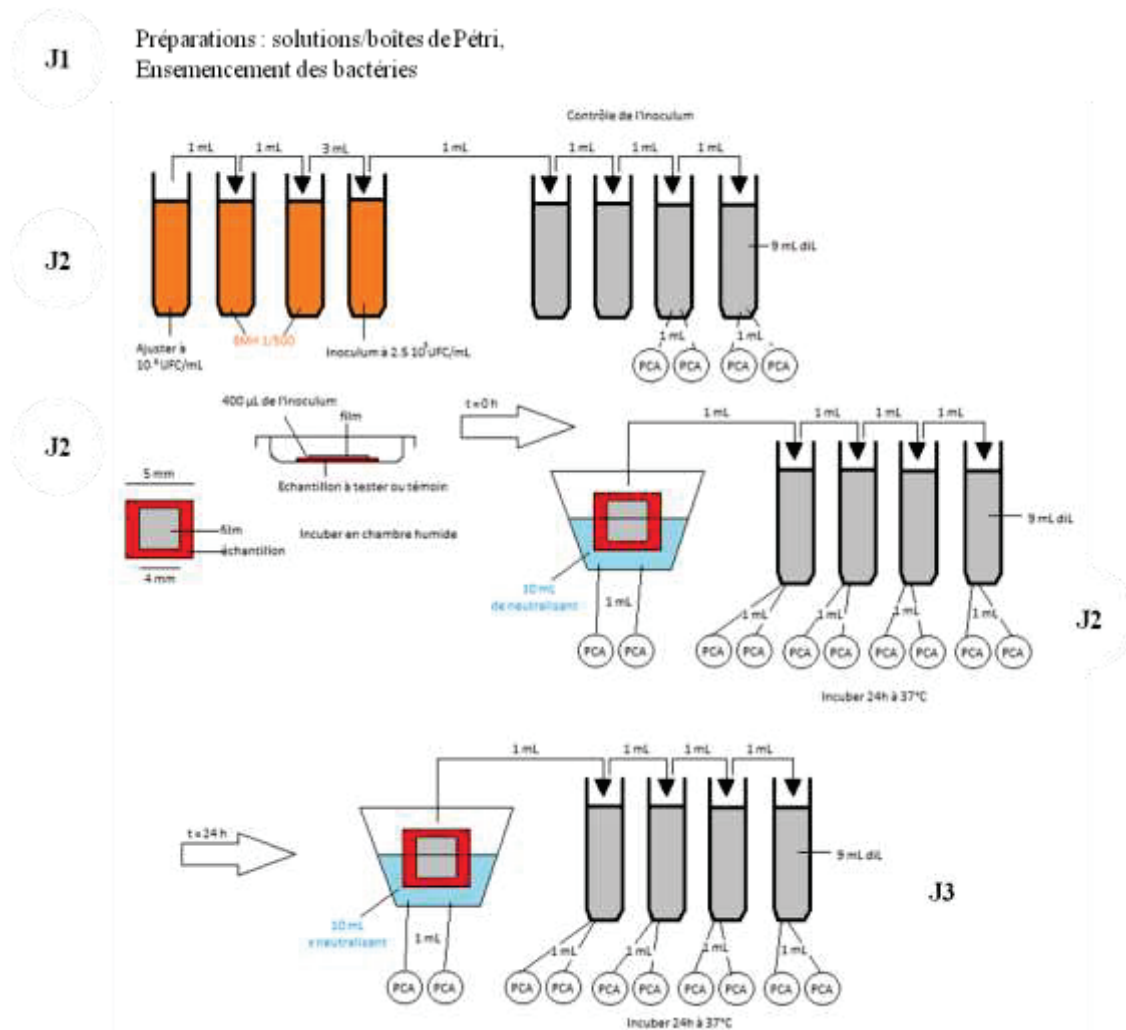 J1
Préparations : solutions/boîtes de Pétri,
Ensemencement des bactéries
Contrôle de l'inoculum
1 mL
1 mL
3 mL
1 mL
1 mL
1 mL
1 mL
J2
9 mL dil.
Ajuster à
10⁸ UFC/mL
BMH 1/500
Inoculum à 2.5 10⁵ UFC/mL
1 mL
1 mL
PCA
PCA
PCA
PCA
J2
400 µL de l'inoculum
film
Echantillon à tester ou témoin
t=0 h
5 mm
film
échantillon
4 mm
Incuber en chambre humide
1 mL
1 mL
1 mL
1 mL
9 mL dil.
10 mL
de neutralisant
1 mL
1 mL
1 mL
1 mL
1 mL
PCA
PCA
PCA
PCA
PCA
PCA
PCA
PCA
PCA
PCA
J2
Incuber 24h à 37°C
t=24 h
1 mL
1 mL
1 mL
1 mL
9 mL dil.
J3
10 mL
x neutralisant
1 mL
1 mL
1 mL
1 mL
1 mL
PCA
PCA
PCA
PCA
PCA
PCA
PCA
PCA
PCA
PCA
Incuber 24h à 37°C